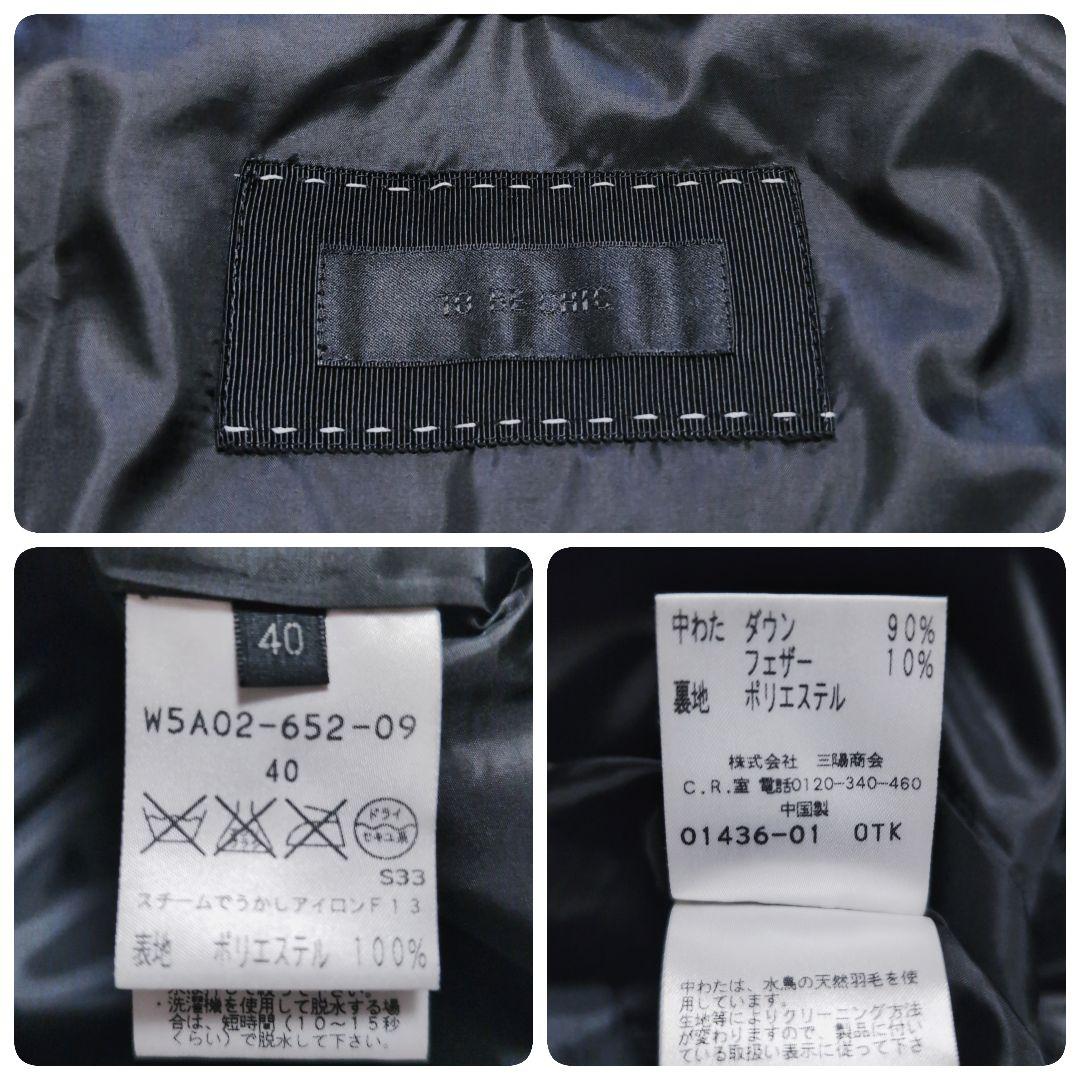 TO BE CHIC
40
W5A02-652-09
40
ドライ
セキユ系
エンソ
サラシ
S33
スチームでうかしアイロンF13
表地 ポリエステル 100%
・洗濯機を使用して脱水する場
合は、短時間(10〜15秒
くらい)で脱水して下さい。
中わた ダウン 90%
フェザー 10%
裏地 ポリエステル
株式会社 三陽商会
C.R.室 電話0120-340-460
中国製
01436-01 OTK
中わたは、水鳥の天然羽毛を使
用しています。
生地等によりクリーニング方法
が変わりますので、製品に付い
ている取扱い表示に従って下さ